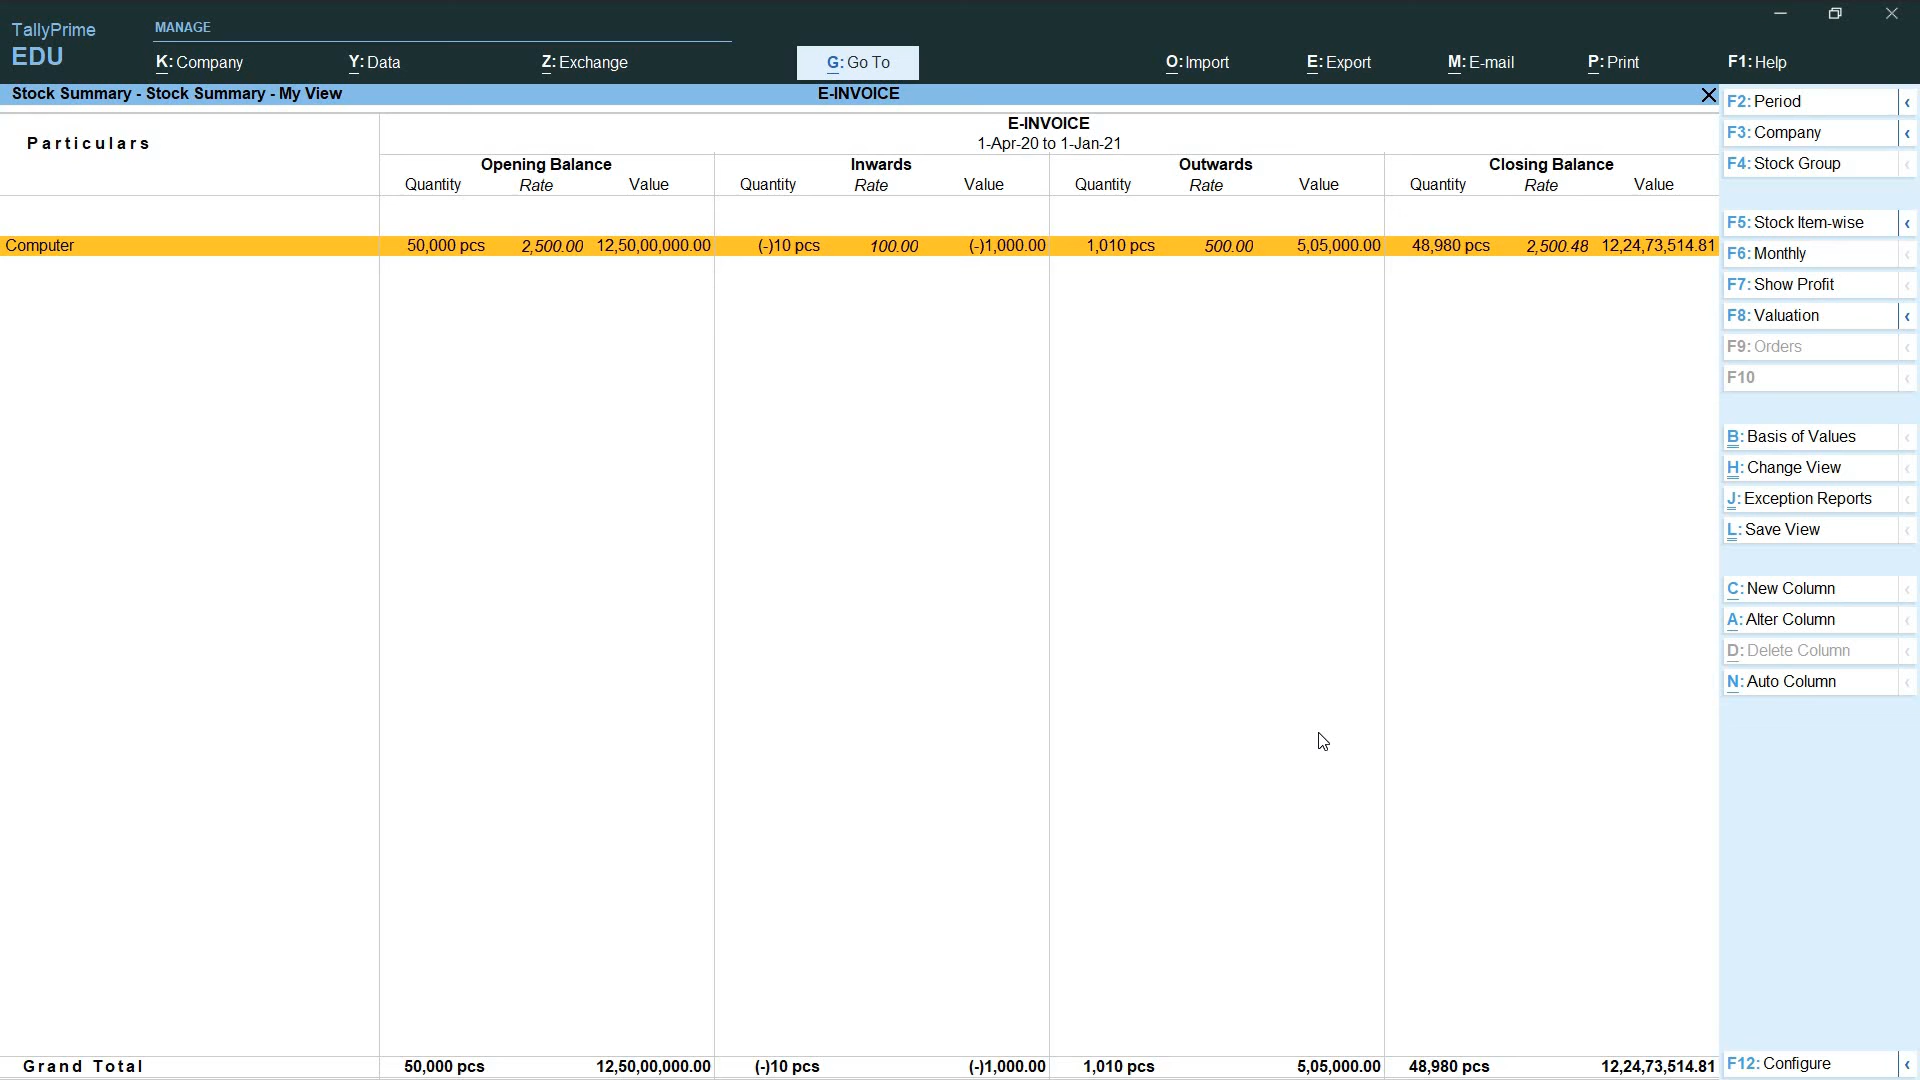 TallyPrime
EDU
MANAGE
K: Company
Y: Data
Z: Exchange
G: Go To
O: Import
E: Export
M: E-mail
P: Print
F1: Help
Stock Summary - Stock Summary - My View
E-INVOICE
Particulars
E-INVOICE
1-Apr-20 to 1-Jan-21
Opening Balance Inwards Outwards Closing Balance
Quantity Rate Value Quantity Rate Value Quantity Rate Value Quantity Rate Value
Computer 50,000 pcs 2,500.00 12,50,00,000.00 (-)10 pcs 100.00 (-)1,000.00 1,010 pcs 500.00 5,05,000.00 48,980 pcs 2,500.48 12,24,73,514.81
Grand Total 50,000 pcs 12,50,00,000.00 (-)10 pcs (-)1,000.00 1,010 pcs 5,05,000.00 48,980 pcs 12,24,73,514.81
F2: Period
F3: Company
F4: Stock Group
F5: Stock Item-wise
F6: Monthly
F7: Show Profit
F8: Valuation
F9: Orders
F10
B: Basis of Values
H: Change View
J: Exception Reports
L: Save View
C: New Column
A: Alter Column
D: Delete Column
N: Auto Column
F12: Configure